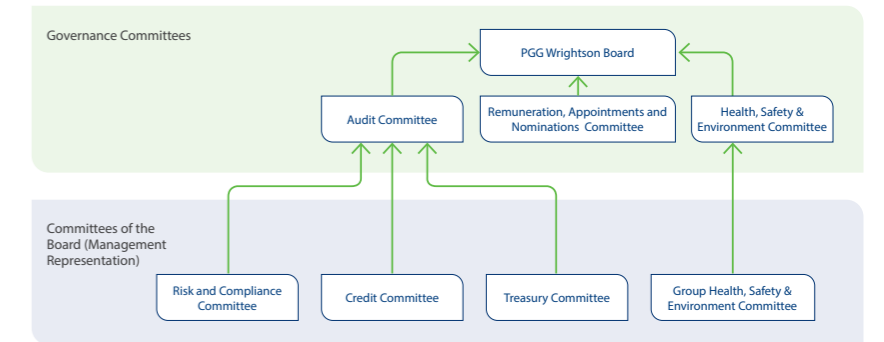 Governance Committees
PGG Wrightson Board
Audit Committee
Remuneration, Appointments and
Nominations Committee
Health, Safety &
Environment Committee
Committees of the
Board (Management
Representation)
Risk and Compliance
Committee
Credit Committee
Treasury Committee
Group Health, Safety &
Environment Committee